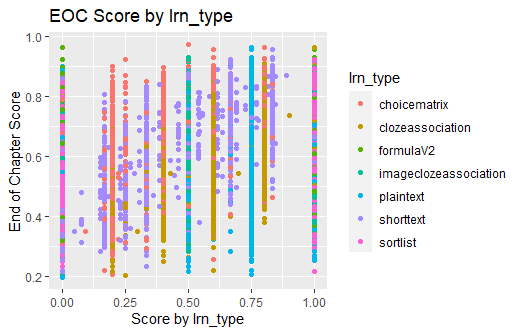 EOC Score by lrn_type
End of Chapter Score
1.0
0.8
0.6
0.4
0.2
0.00
0.25
0.50
0.75
1.00
Score by lrn_type
lrn_type
choicematrix
clozeassociation
formulaV2
imageclozeassociation
plaintext
shorttext
sortlist